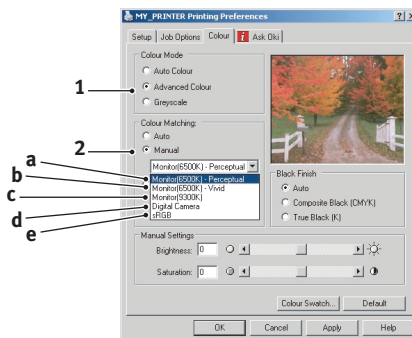 MY_PRINTER Printing Preferences
Setup Job Options Colour Ask Oki
Colour Mode
Auto Colour
1
Advanced Colour
Greyscale
Colour Matching:
Auto
2
Manual
Monitor(6500K) - Perceptual
a
Monitor(6500K) - Perceptual
b
Monitor(6500K) - Vivid
c
Monitor(9300K)
d
Digital Camera
e
sRGB
Black Finish
Auto
Composite Black (CMYK)
True Black (K)
Manual Settings
Brightness: 0
Saturation: 0
Colour Swatch... Default
OK Cancel Apply Help